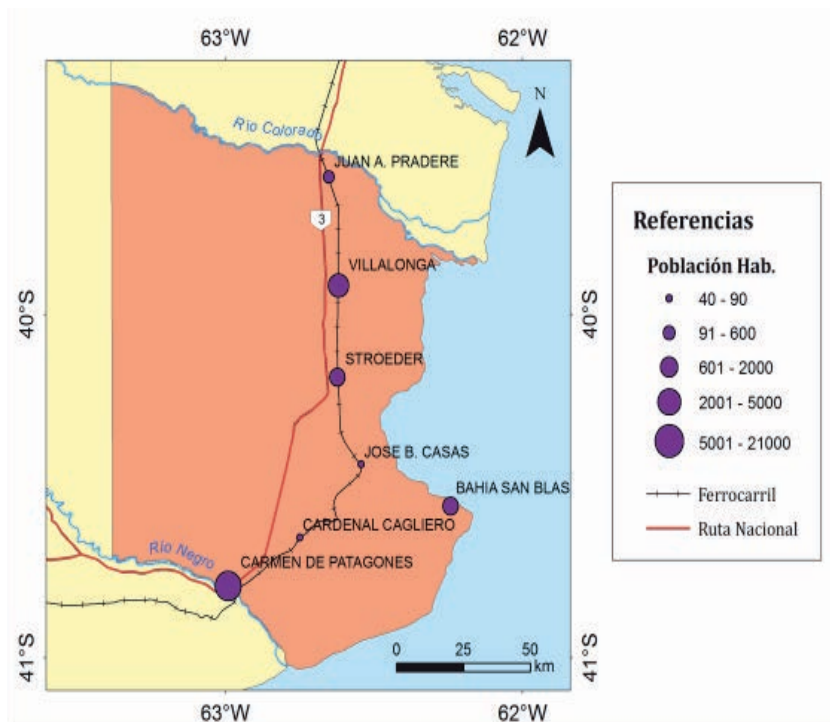 63°W
62°W
N
Río Colorado
JUAN A. PRADERE
3
VILLALONGA
40°S
40°S
STROEDER
JOSE B. CASAS
BAHIA SAN BLAS
CARDENAL CAGLIERO
Río Negro
CARMEN DE PATAGONES
41°S
41°S
0 25 50
km
63°W
62°W
Referencias
Población Hab.
40 - 90
91 - 600
601 - 2000
2001 - 5000
5001 - 21000
Ferrocarril
Ruta Nacional